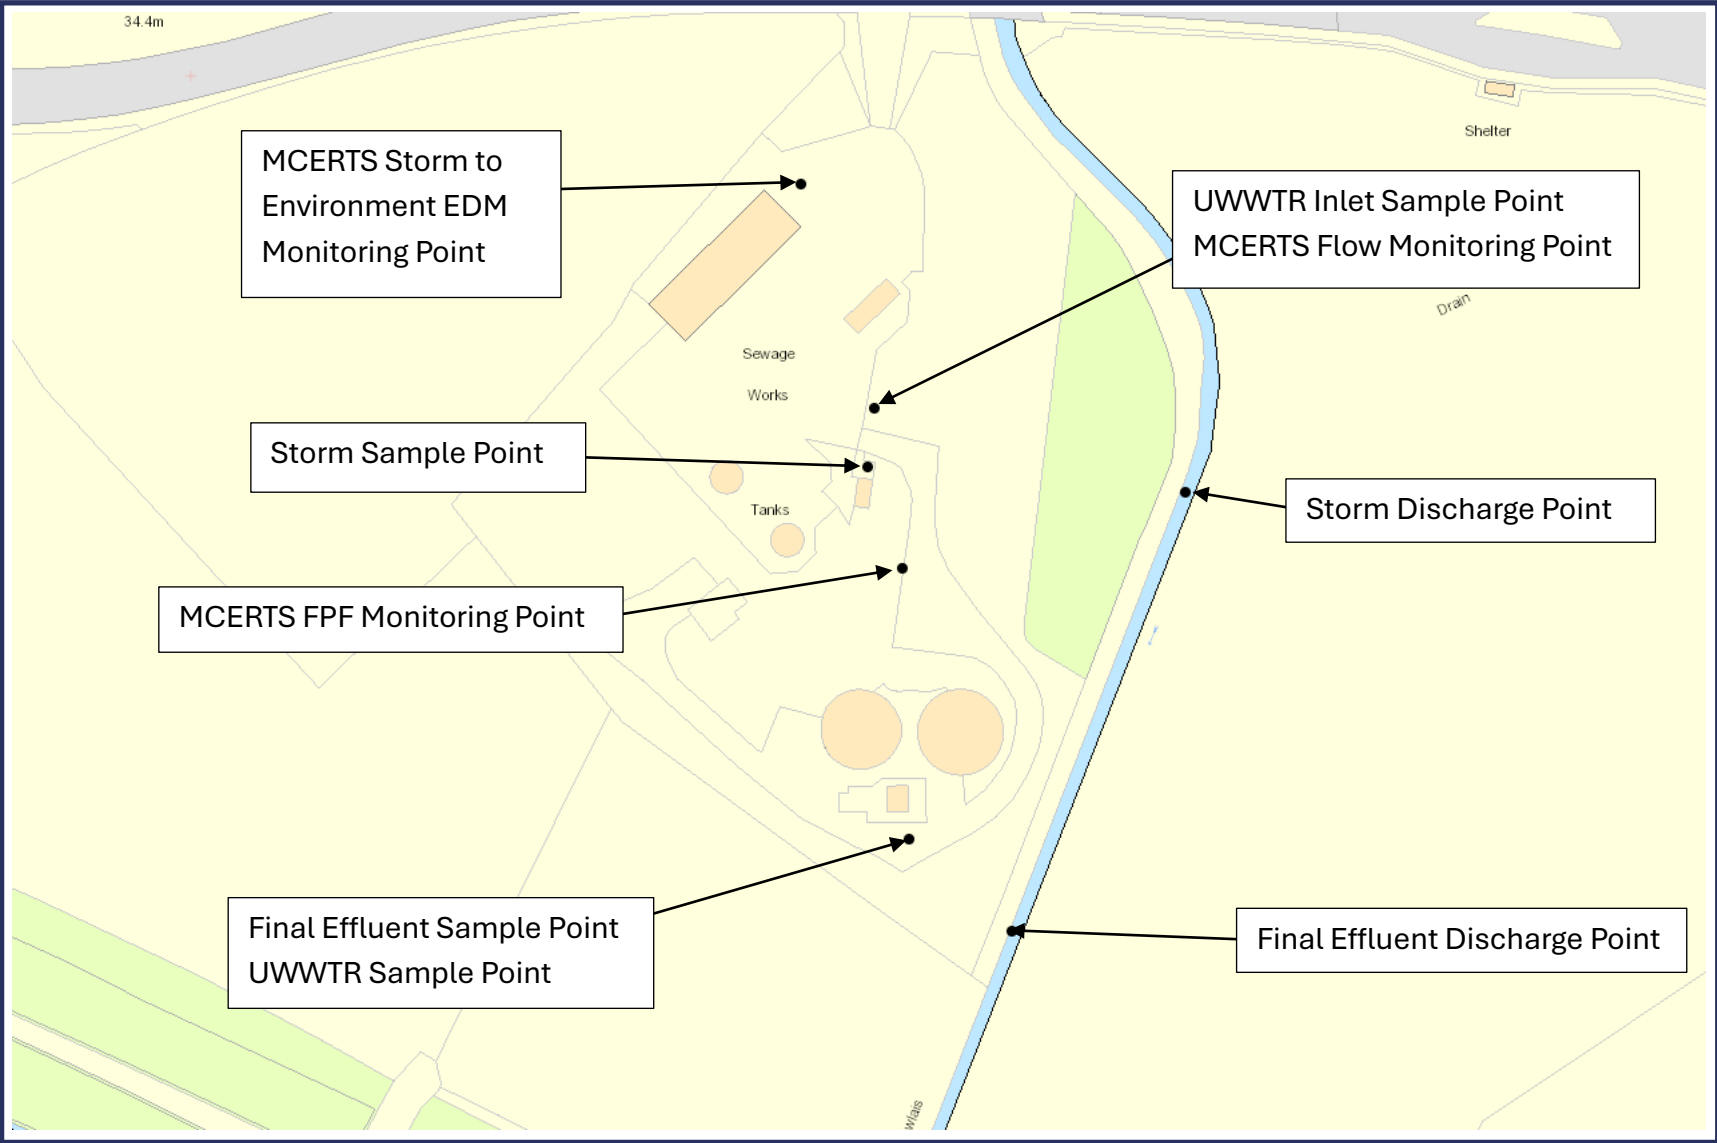 34.4m
Shelter
MCERTS Storm to
Environment EDM
Monitoring Point
UWWTR Inlet Sample Point
MCERTS Flow Monitoring Point
Drain
Sewage
Works
Storm Sample Point
Tanks
Storm Discharge Point
MCERTS FPF Monitoring Point
Final Effluent Sample Point
UWWTR Sample Point
Final Effluent Discharge Point